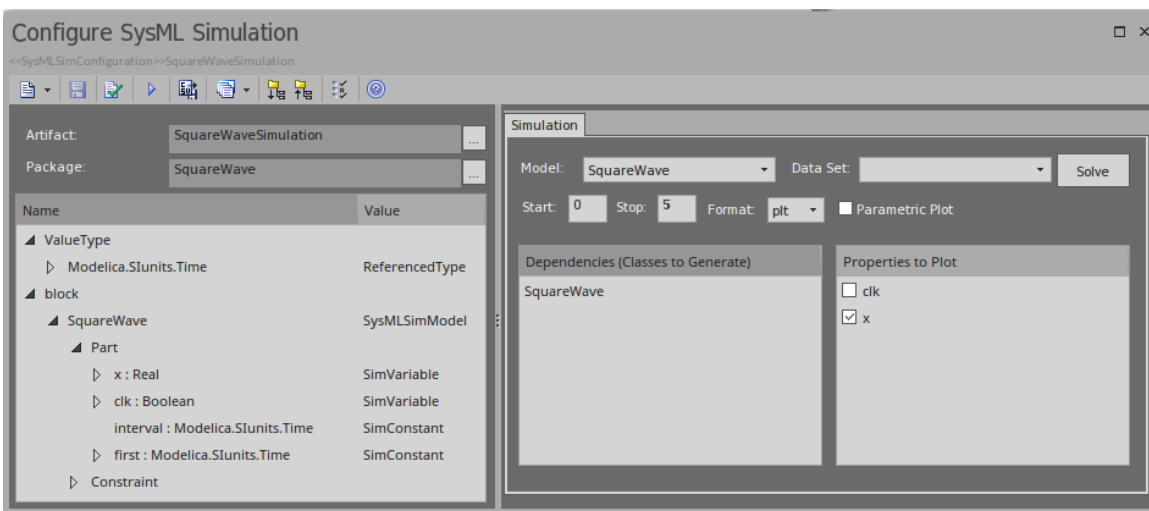 Configure SysML Simulation
<<SysMLSimConfiguration>>SquareWaveSimulation
Artifact: SquareWaveSimulation ...
Package: SquareWave ...
Name Value
ValueType
Modelica.SIunits.Time ReferencedType
block
SquareWave SysMLSimModel
Part
x : Real SimVariable
clk : Boolean SimVariable
interval : Modelica.SIunits.Time SimConstant
first : Modelica.SIunits.Time SimConstant
Constraint
Simulation
Model: SquareWave Data Set: Solve
Start: 0 Stop: 5 Format: plt Parametric Plot
Dependencies (Classes to Generate)
SquareWave
Properties to Plot
clk
x